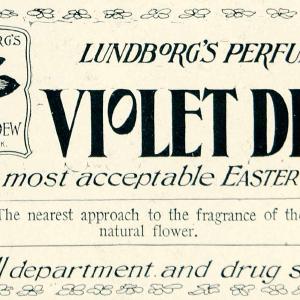 RG'S
DEW
K.
LUNDBORG'S PERFU
VIOLET DE
most acceptable EASTER
The nearest approach to the fragrance of the
natural flower.
ll department and drug s